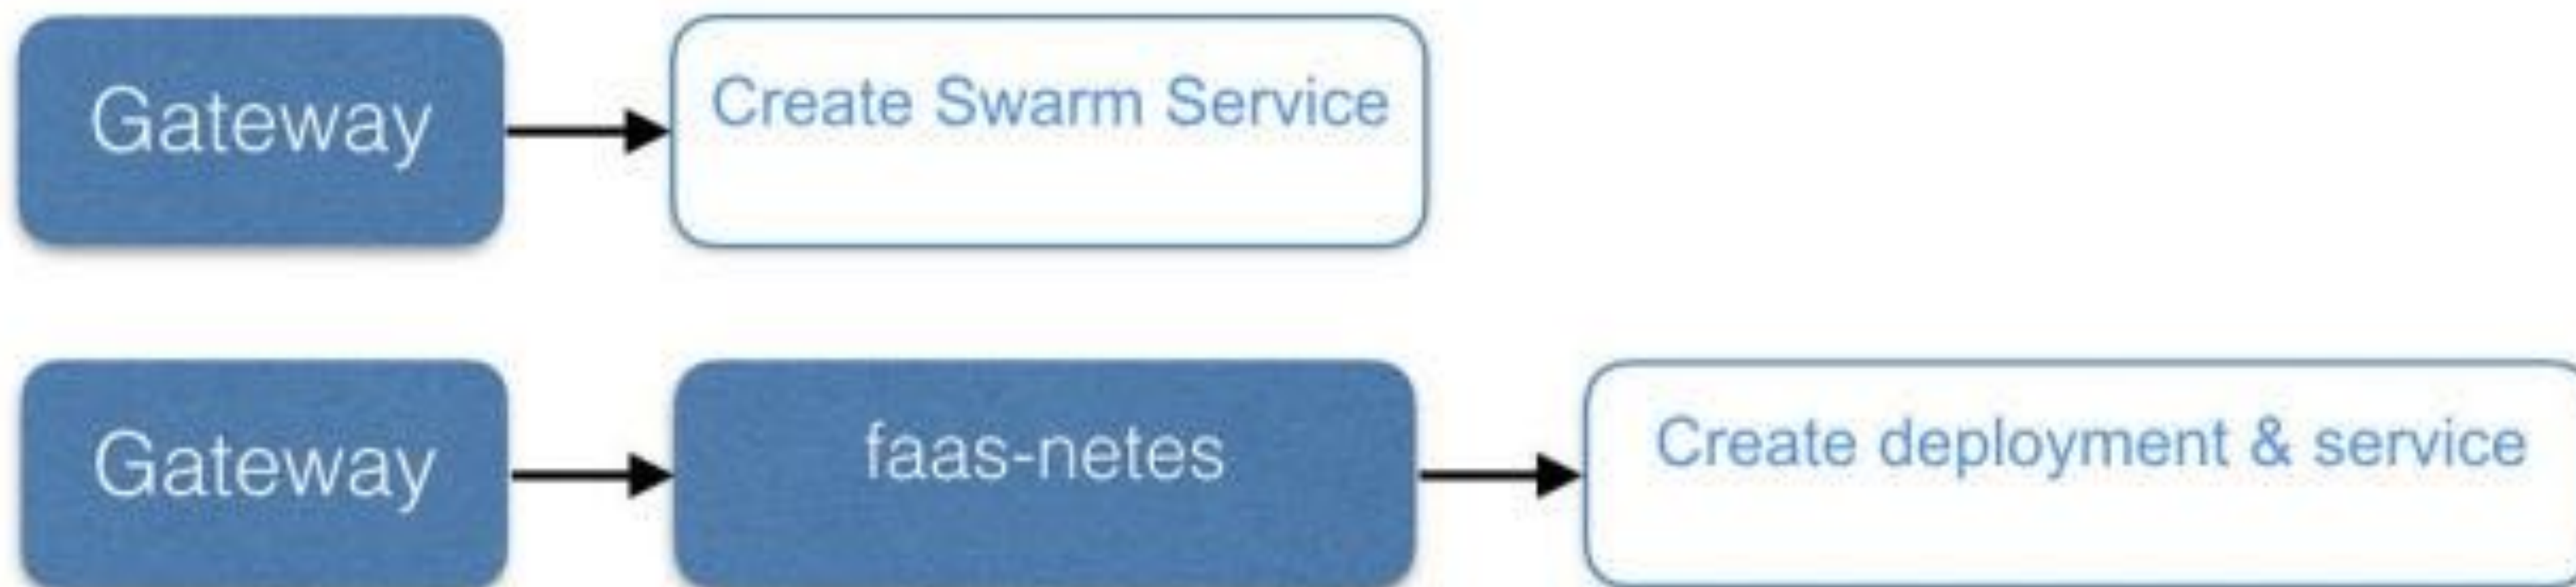 Gateway
Create Swarm Service
Gateway
faas-netes
Create deployment & service